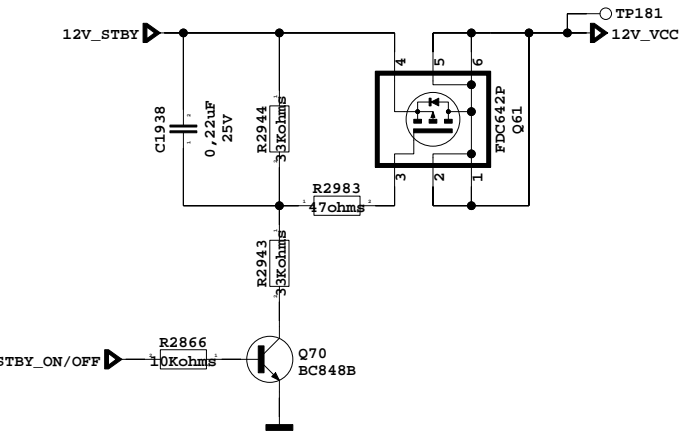 TP181
12V_STBY
12V_VCC
4
5
6
C1938
0,22uF
25V
R2944
33Kohms
FDC642P
Q61
3
2
1
R2983
47ohms
R2943
33Kohms
R2866
10Kohms
STBY_ON/OFF
Q70
BC848B